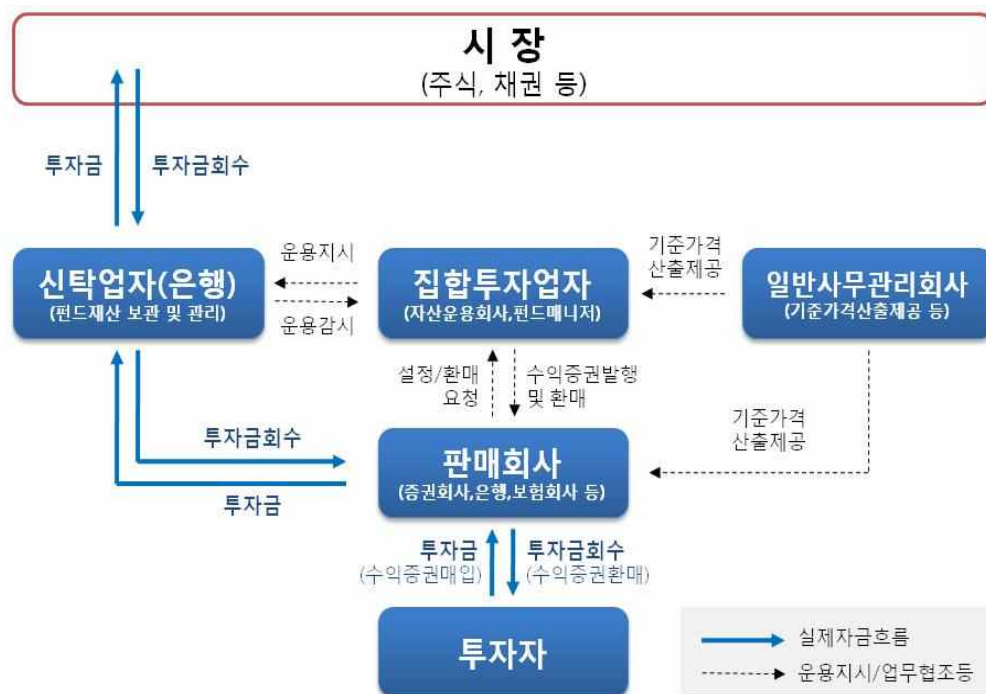 시 장
(주식, 채권 등)
투자금
투자금회수
신탁업자(은행)
(펀드재산 보관 및 관리)
운용지시
운용감시
집합투자업자
(자산운용회사,펀드매니저)
기준가격
산출제공
일반사무관리회사
(기준가격산출제공 등)
설정/환매
요청
수익증권발행
및 환매
기준가격
산출제공
투자금회수
투자금
판매회사
(증권회사,은행,보험회사 등)
투자금
(수익증권매입)
투자금회수
(수익증권환매)
투자자
실제자금흐름
운용지시/업무협조등